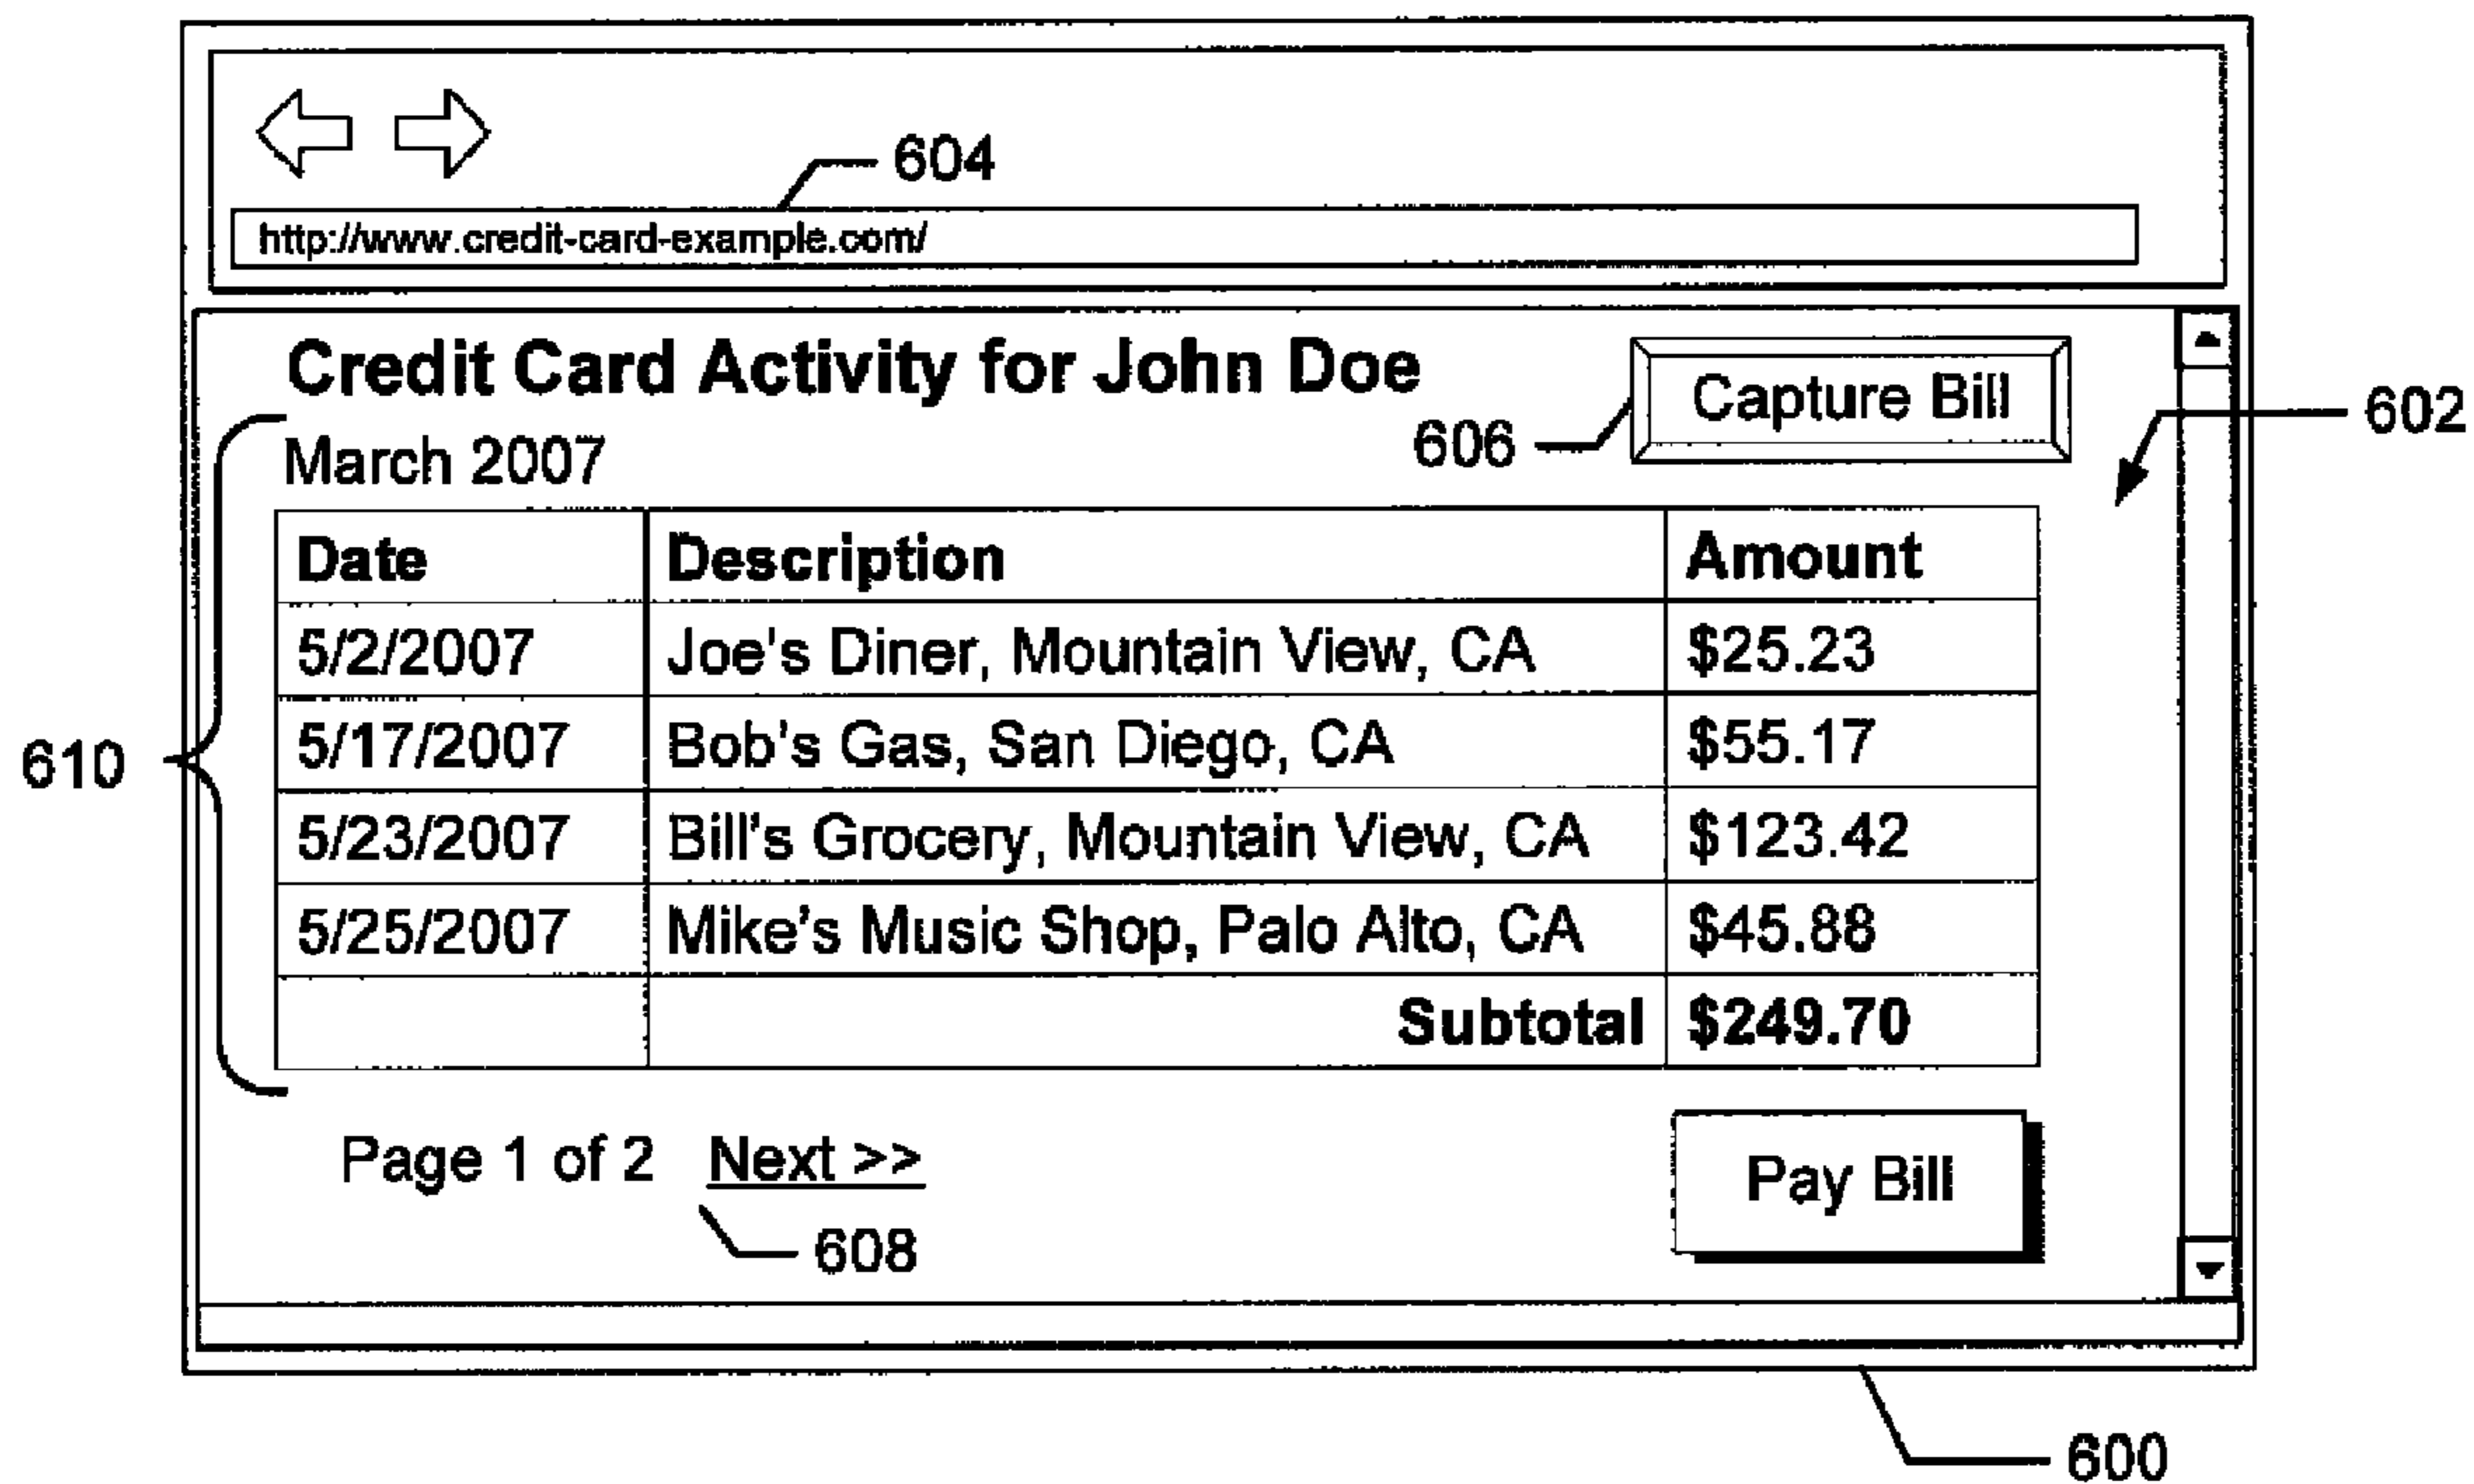 604
http://www.credit-card-example.com/
Credit Card Activity for John Doe
Capture Bill
602
606
March 2007
Date Description Amount
5/2/2007 Joe's Diner, Mountain View, CA $25.23
5/17/2007 Bob's Gas, San Diego, CA $55.17
610
5/23/2007 Bill's Grocery, Mountain View, CA $123.42
5/25/2007 Mike's Music Shop, Palo Alto, CA $45.88
Subtotal $249.70
Page 1 of 2 Next >>
Pay Bill
608
600